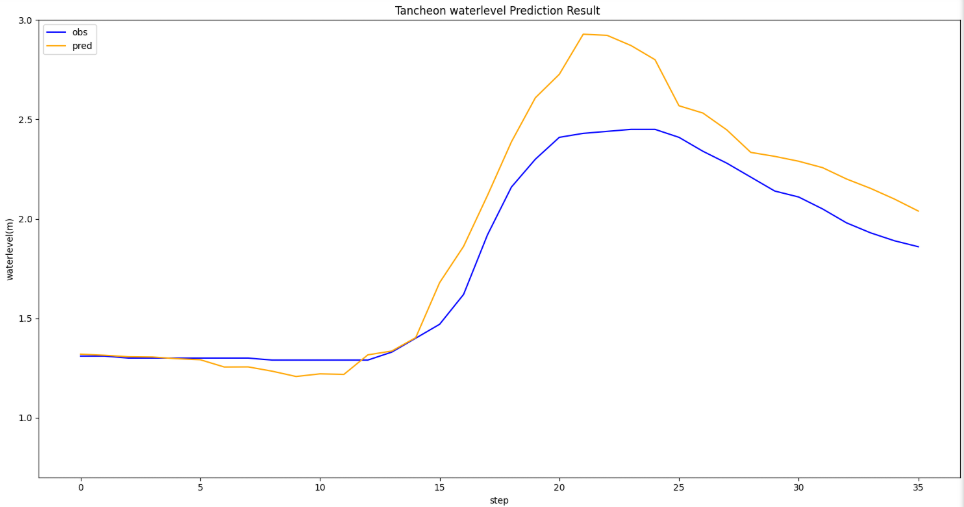 Tancheon waterlevel Prediction Result
obs
pred
3.0
2.5
2.0
1.5
1.0
waterlevel(m)
0 5 10 15 20 25 30 35
step